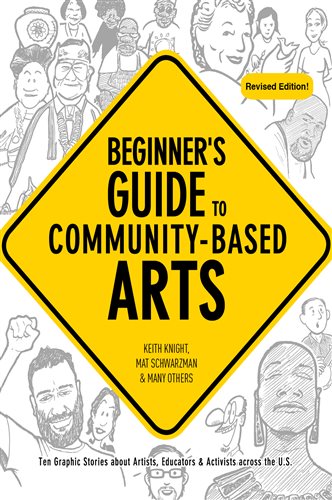 Revised Edition!
BEGINNER'S
GUIDE TO
COMMUNITY-BASED
ARTS
KEITH KNIGHT,
MAT SCHWARZMAN
& MANY OTHERS
Ten Graphic Stories about Artists, Educators & Activists across the U.S.